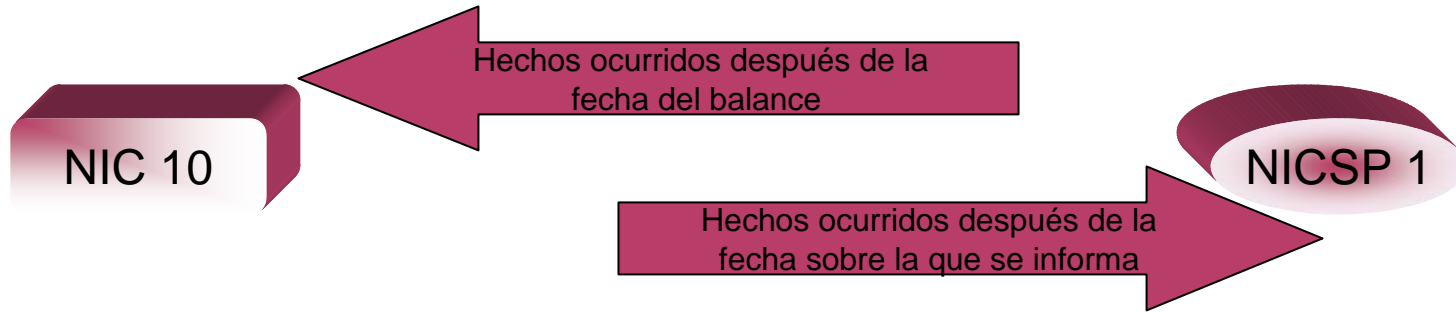 Hechos ocurridos después de la
fecha del balance
NIC 10
NICSP 1
Hechos ocurridos después de la
fecha sobre la que se informa